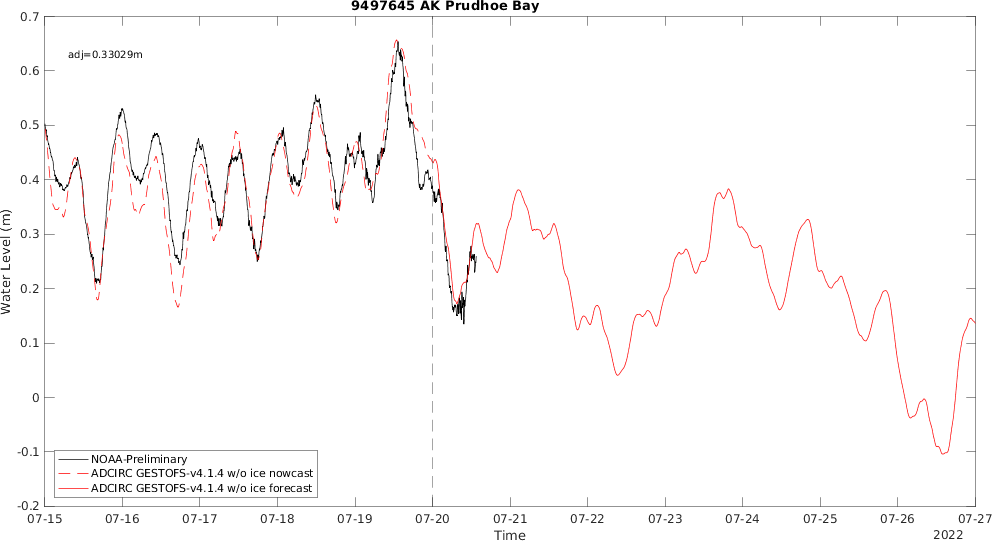 9497645 AK Prudhoe Bay
0.7
adj=0.33029m
0.6
0.5
0.4
0.3
0.2
0.1
0
-0.1
-0.2
Water Level (m)
NOAA-Preliminary
ADCIRC GESTOFS-v4.1.4 w/o ice nowcast
ADCIRC GESTOFS-v4.1.4 w/o ice forecast
07-15 07-16 07-17 07-18 07-19 07-20 07-21 07-22 07-23 07-24 07-25 07-26 07-27
Time
2022